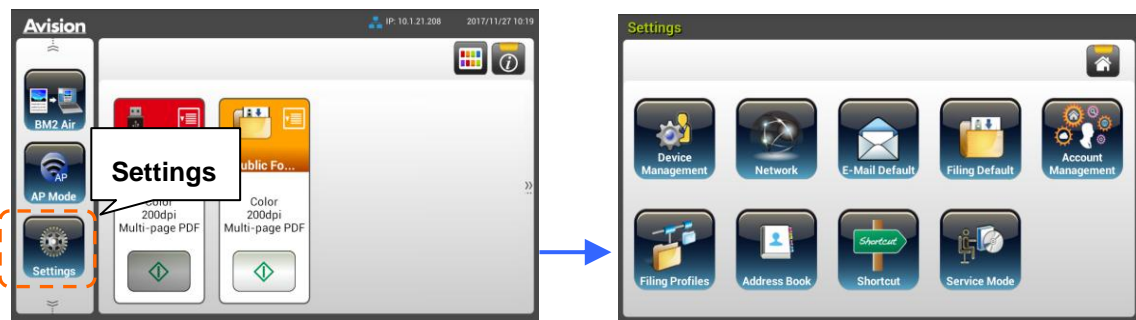 Avision
IP: 10.1.21.208 2017/11/27 10:19
BM2 Air
AP
AP Mode
Settings
Settings
ublic Fo...
Color
200dpi
Multi-page PDF
Color
200dpi
Multi-page PDF
Settings
Device
Management
Network
E-Mail Default
Filing Default
Account
Management
Filing Profiles
Address Book
Shortcut
Shortcut
Service Mode